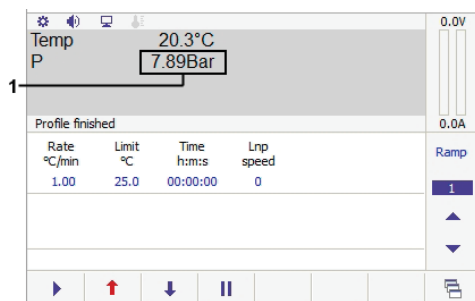 0.0V
Temp 20.3°C
P 7.89Bar
1
Profile finished
0.0A
Rate Limit Time Lnp
°C/min °C h:m:s speed
Ramp
1.00 25.0 00:00:00 0
1